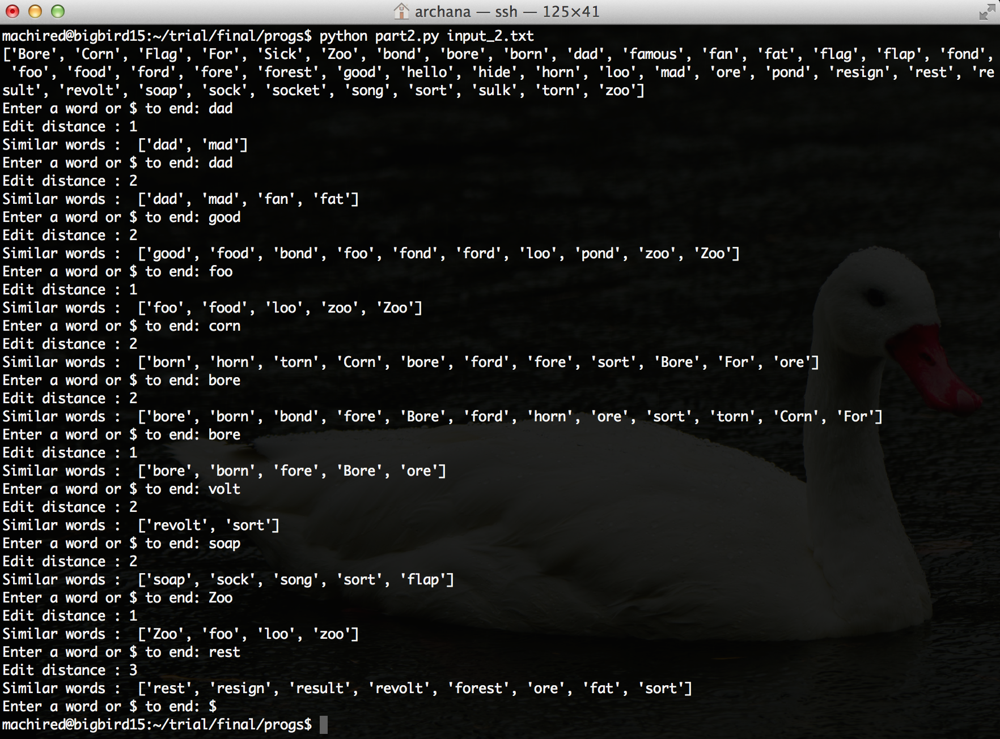 archana — ssh — 125×41
machired@bigbird15:~/trial/final/progs$ python part2.py input_2.txt
['Bore', 'Corn', 'Flag', 'For', 'Sick', 'Zoo', 'bond', 'bore', 'born', 'dad', 'famous', 'fan', 'fat', 'flag', 'flap', 'fond',
 'foo', 'food', 'ford', 'fore', 'forest', 'good', 'hello', 'hide', 'horn', 'loo', 'mad', 'ore', 'pond', 'resign', 'rest', 're
sult', 'revolt', 'soap', 'sock', 'socket', 'song', 'sort', 'sulk', 'torn', 'zoo']
Enter a word or $ to end: dad
Edit distance : 1
Similar words :  ['dad', 'mad']
Enter a word or $ to end: dad
Edit distance : 2
Similar words :  ['dad', 'mad', 'fan', 'fat']
Enter a word or $ to end: good
Edit distance : 2
Similar words :  ['good', 'food', 'bond', 'foo', 'fond', 'ford', 'loo', 'pond', 'zoo', 'Zoo']
Enter a word or $ to end: foo
Edit distance : 1
Similar words :  ['foo', 'food', 'loo', 'zoo', 'Zoo']
Enter a word or $ to end: corn
Edit distance : 2
Similar words :  ['born', 'horn', 'torn', 'Corn', 'bore', 'ford', 'fore', 'sort', 'Bore', 'For', 'ore']
Enter a word or $ to end: bore
Edit distance : 2
Similar words :  ['bore', 'born', 'bond', 'fore', 'Bore', 'ford', 'horn', 'ore', 'sort', 'torn', 'Corn', 'For']
Enter a word or $ to end: bore
Edit distance : 1
Similar words :  ['bore', 'born', 'fore', 'Bore', 'ore']
Enter a word or $ to end: volt
Edit distance : 2
Similar words :  ['revolt', 'sort']
Enter a word or $ to end: soap
Edit distance : 2
Similar words :  ['soap', 'sock', 'song', 'sort', 'flap']
Enter a word or $ to end: Zoo
Edit distance : 1
Similar words :  ['Zoo', 'foo', 'loo', 'zoo']
Enter a word or $ to end: rest
Edit distance : 3
Similar words :  ['rest', 'resign', 'result', 'revolt', 'forest', 'ore', 'fat', 'sort']
Enter a word or $ to end: $
machired@bigbird15:~/trial/final/progs$